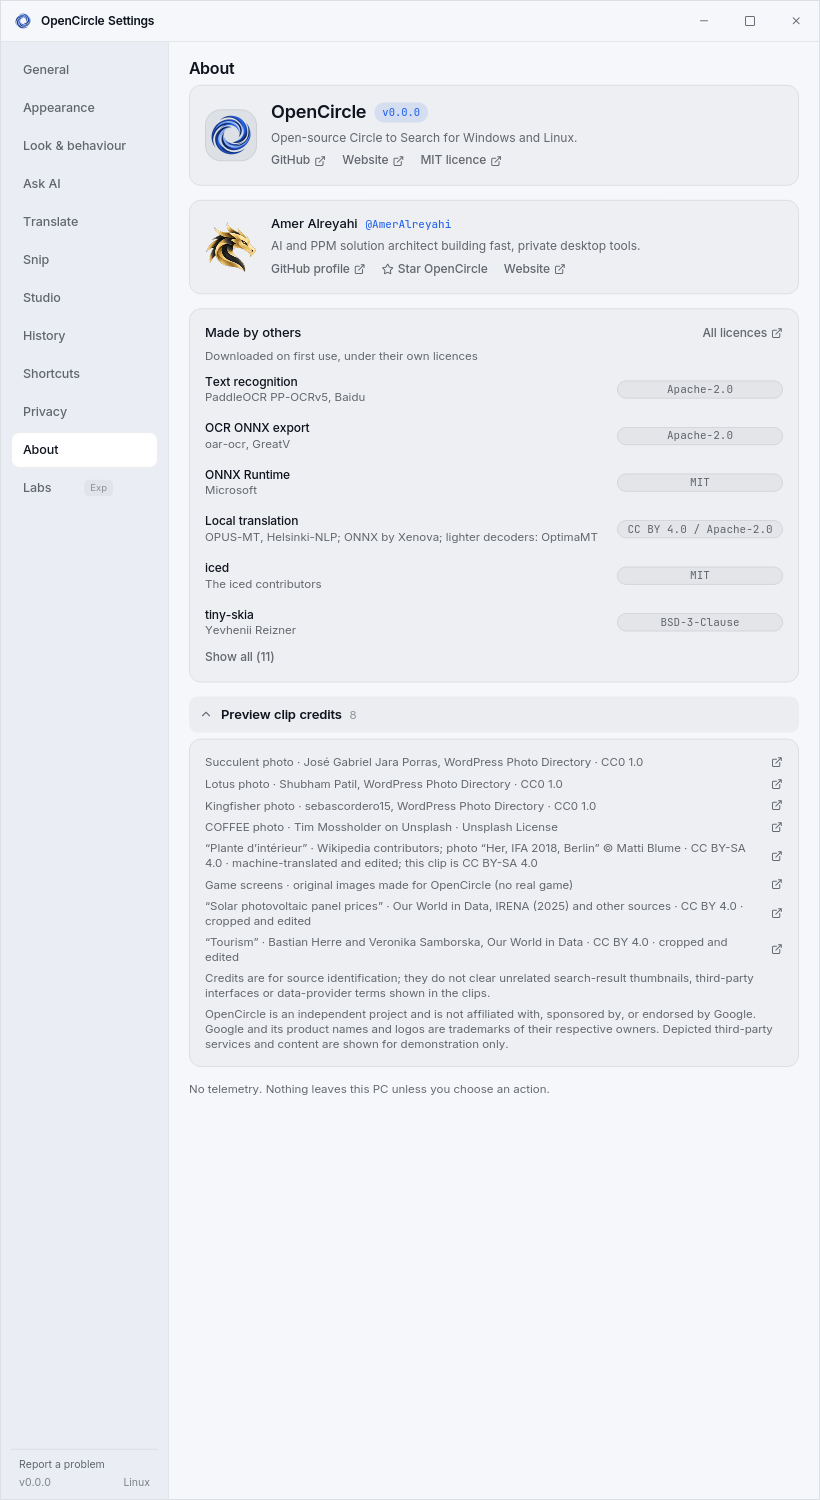 OpenCircle Settings
General
Appearance
Look & behaviour
Ask AI
Translate
Snip
Studio
History
Shortcuts
Privacy
About
Labs Exp
Report a problem
v0.0.0 Linux
About
OpenCircle v0.0.0
Open-source Circle to Search for Windows and Linux.
GitHub Website MIT licence
Amer Alreyahi @AmerAlreyahi
AI and PPM solution architect building fast, private desktop tools.
GitHub profile Star OpenCircle Website
Made by others All licences
Downloaded on first use, under their own licences
Text recognition
PaddleOCR PP-OCRv5, Baidu
Apache-2.0
OCR ONNX export
oar-ocr, GreatV
Apache-2.0
ONNX Runtime
Microsoft
MIT
Local translation
OPUS-MT, Helsinki-NLP; ONNX by Xenova; lighter decoders: OptimaMT
CC BY 4.0 / Apache-2.0
iced
The iced contributors
MIT
tiny-skia
Yevhenii Reizner
BSD-3-Clause
Show all (11)
Preview clip credits 8
Succulent photo · José Gabriel Jara Porras, WordPress Photo Directory · CC0 1.0
Lotus photo · Shubham Patil, WordPress Photo Directory · CC0 1.0
Kingfisher photo · sebascordero15, WordPress Photo Directory · CC0 1.0
COFFEE photo · Tim Mossholder on Unsplash · Unsplash License
“Plante d’intérieur” · Wikipedia contributors; photo “Her, IFA 2018, Berlin” © Matti Blume · CC BY-SA
4.0 · machine-translated and edited; this clip is CC BY-SA 4.0
Game screens · original images made for OpenCircle (no real game)
“Solar photovoltaic panel prices” · Our World in Data, IRENA (2025) and other sources · CC BY 4.0 ·
cropped and edited
“Tourism” · Bastian Herre and Veronika Samborska, Our World in Data · CC BY 4.0 · cropped and
edited
Credits are for source identification; they do not clear unrelated search-result thumbnails, third-party
interfaces or data-provider terms shown in the clips.
OpenCircle is an independent project and is not affiliated with, sponsored by, or endorsed by Google.
Google and its product names and logos are trademarks of their respective owners. Depicted third-party
services and content are shown for demonstration only.
No telemetry. Nothing leaves this PC unless you choose an action.